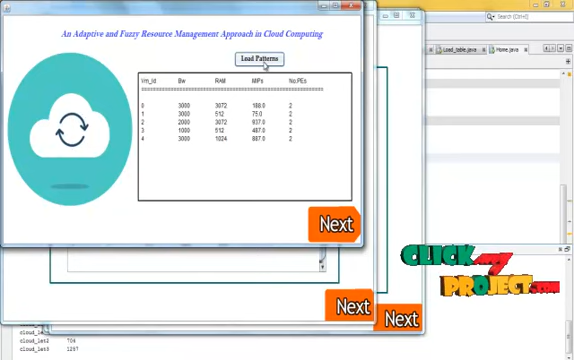 An Adaptive and Fuzzy Resource Management Approach in Cloud Computing
Load Patterns
Vm_Id Bw RAM MIPs No.PEs
0 3000 3072 188.0 2
1 3000 512 75.0 2
2 2000 3072 937.0 2
3 1000 512 487.0 2
4 3000 1024 887.0 2
Next
Next
Next
Load_table.java
Home.java
CLICK my
PROJECT.com
cloud_let2 704
cloud_let3 1267